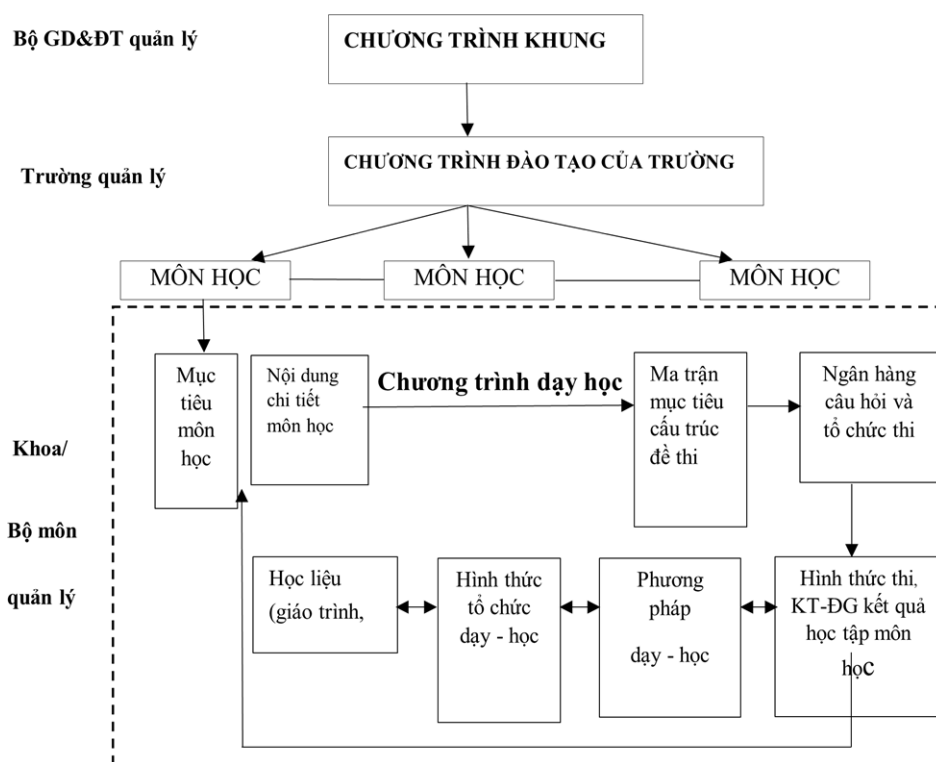 Bộ GD&ĐT quản lý
CHƯƠNG TRÌNH KHUNG
Trường quản lý
CHƯƠNG TRÌNH ĐÀO TẠO CỦA TRƯỜNG
MÔN HỌC
MÔN HỌC
MÔN HỌC
Khoa/
Bộ môn
quản lý
Mục
tiêu
môn
học
Nội dung
chi tiết
môn học
Chương trình dạy học
Ma trận
mục tiêu
cấu trúc
đề thi
Ngân hàng
câu hỏi và
tổ chức thi
Học liệu
(giáo trình,
Hình thức
tổ chức
dạy - học
Phương
pháp
dạy - học
Hình thức thi,
KT-ĐG kết quả
học tập môn
học